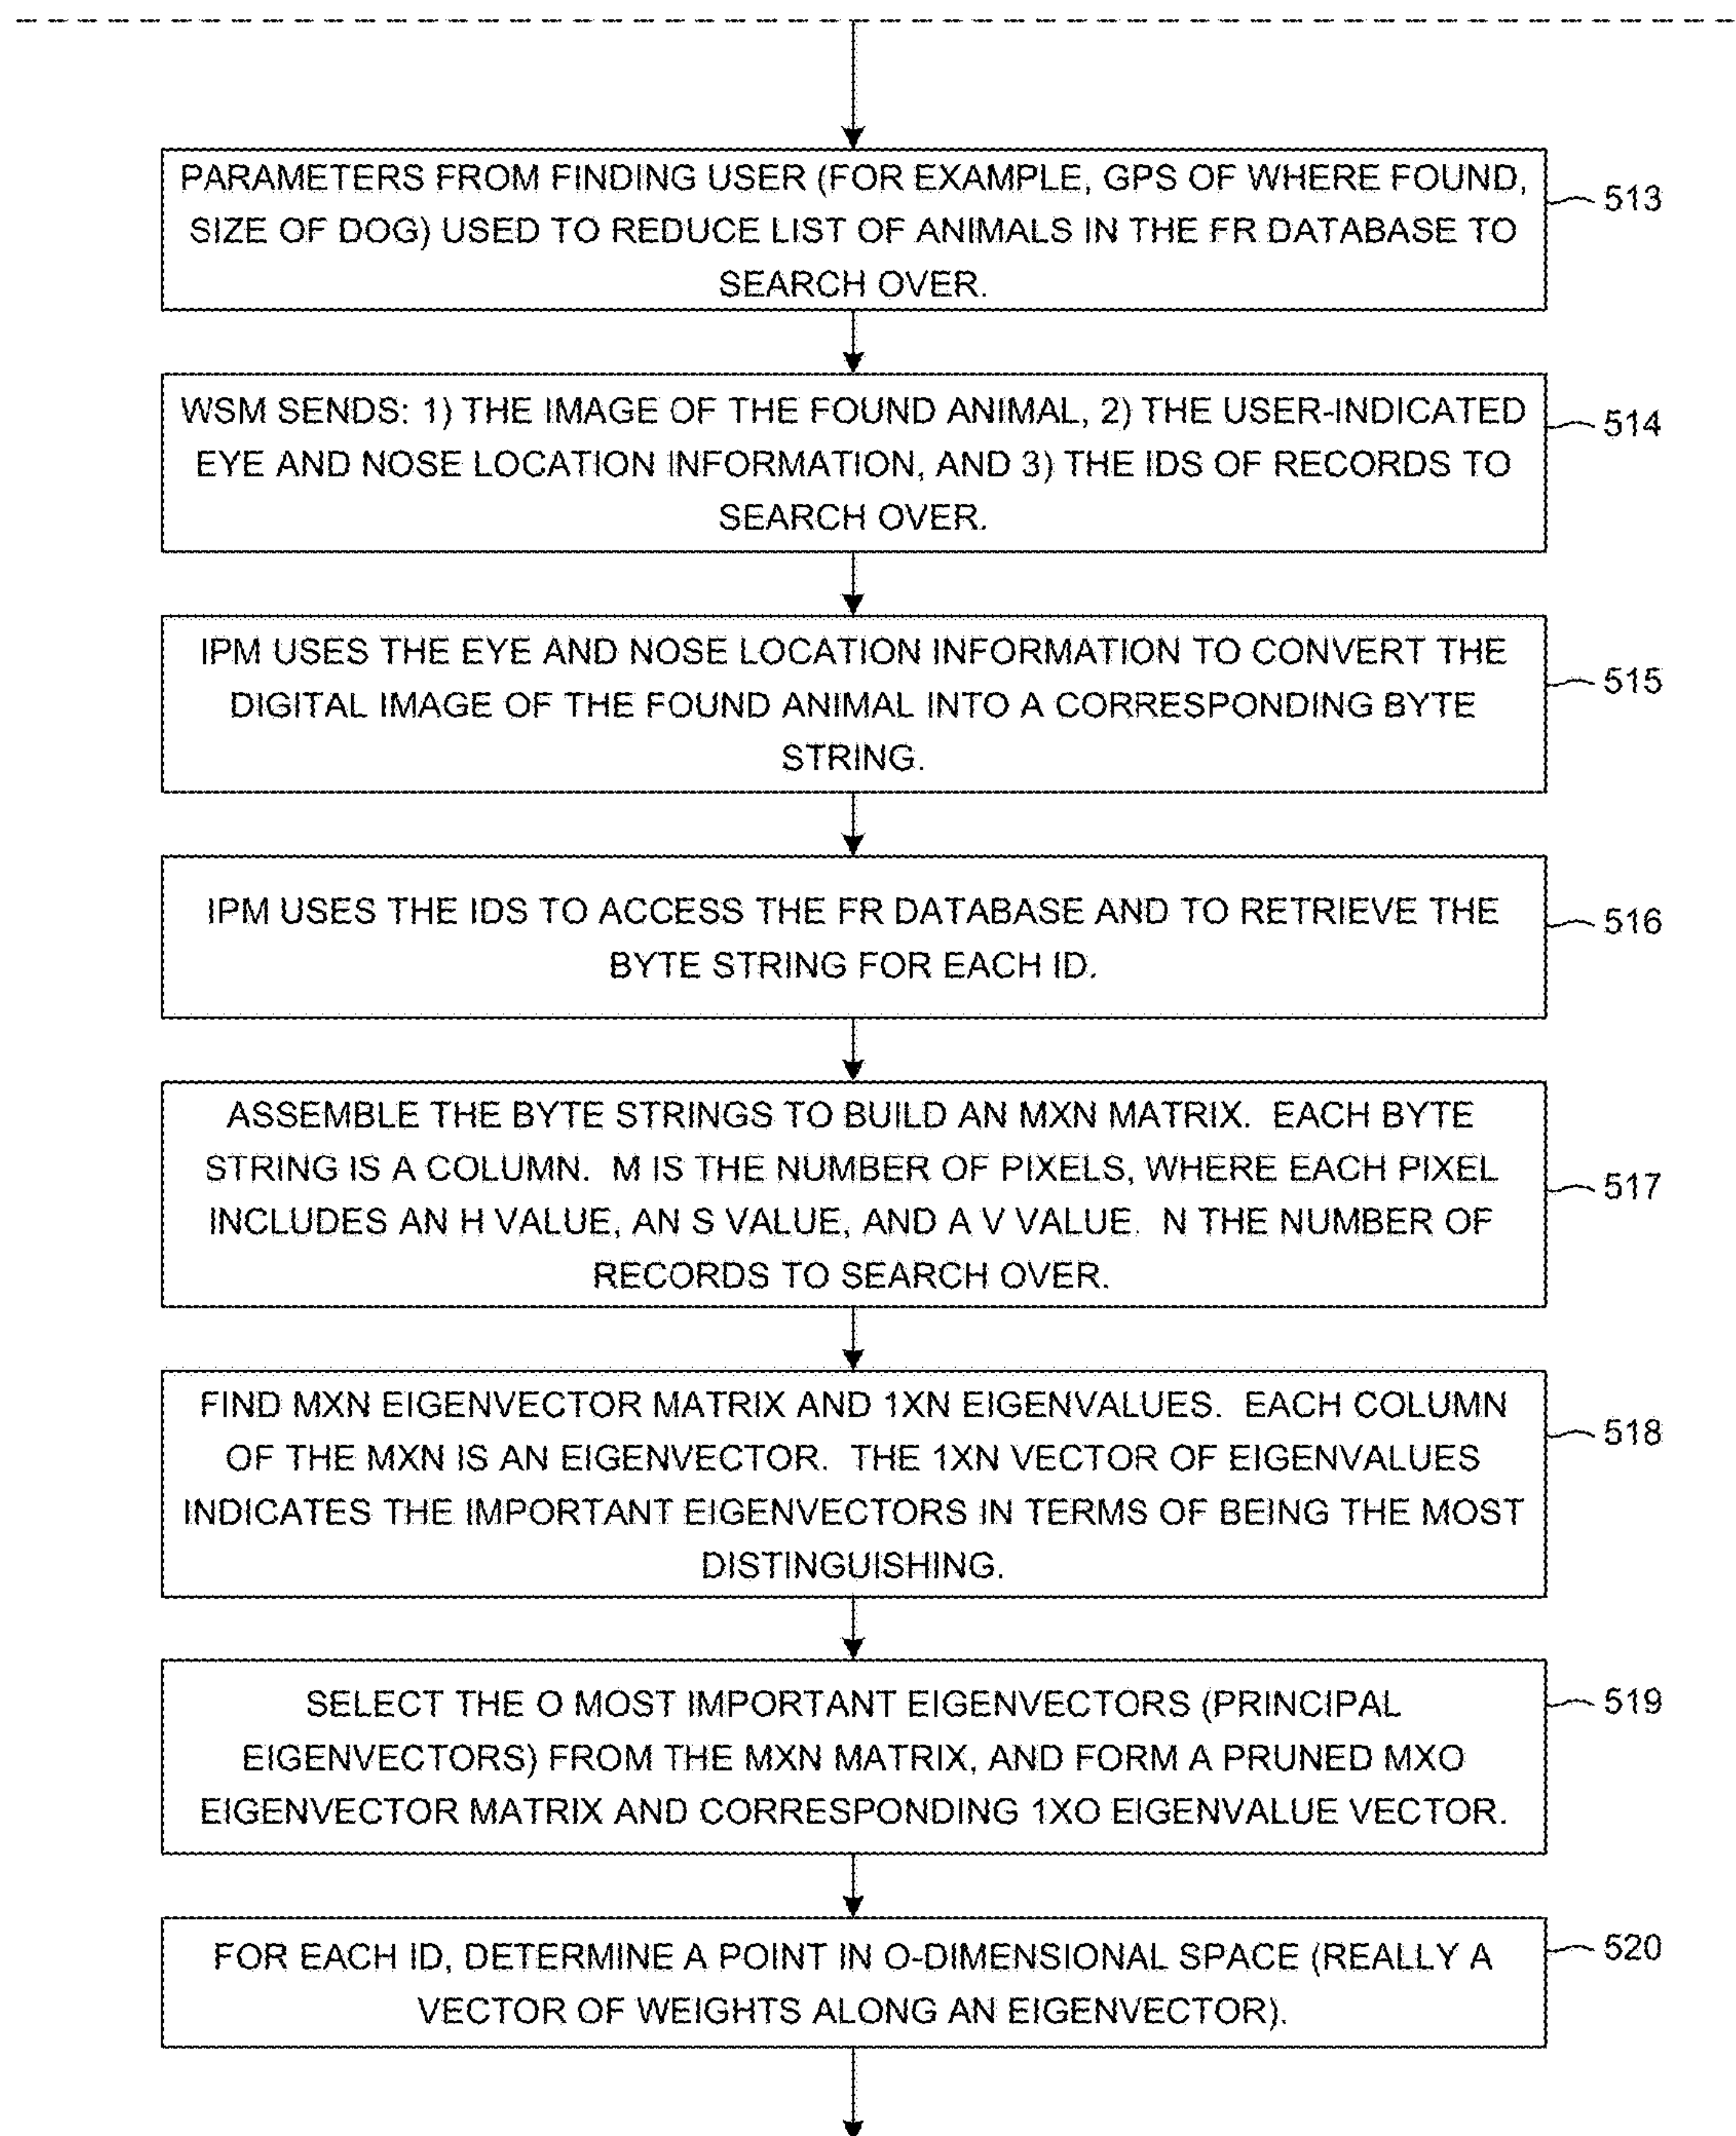 PARAMETERS FROM FINDING USER (FOR EXAMPLE, GPS OF WHERE FOUND,
SIZE OF DOG) USED TO REDUCE LIST OF ANIMALS IN THE FR DATABASE TO
SEARCH OVER.
513
WSM SENDS: 1) THE IMAGE OF THE FOUND ANIMAL, 2) THE USER-INDICATED
EYE AND NOSE LOCATION INFORMATION, AND 3) THE IDS OF RECORDS TO
SEARCH OVER.
514
IPM USES THE EYE AND NOSE LOCATION INFORMATION TO CONVERT THE
DIGITAL IMAGE OF THE FOUND ANIMAL INTO A CORRESPONDING BYTE
STRING.
515
IPM USES THE IDS TO ACCESS THE FR DATABASE AND TO RETRIEVE THE
BYTE STRING FOR EACH ID.
516
ASSEMBLE THE BYTE STRINGS TO BUILD AN MXN MATRIX. EACH BYTE
STRING IS A COLUMN. M IS THE NUMBER OF PIXELS, WHERE EACH PIXEL
INCLUDES AN H VALUE, AN S VALUE, AND A V VALUE. N THE NUMBER OF
RECORDS TO SEARCH OVER.
517
FIND MXN EIGENVECTOR MATRIX AND 1XN EIGENVALUES. EACH COLUMN
OF THE MXN IS AN EIGENVECTOR. THE 1XN VECTOR OF EIGENVALUES
INDICATES THE IMPORTANT EIGENVECTORS IN TERMS OF BEING THE MOST
DISTINGUISHING.
518
SELECT THE O MOST IMPORTANT EIGENVECTORS (PRINCIPAL
EIGENVECTORS) FROM THE MXN MATRIX, AND FORM A PRUNED MXO
EIGENVECTOR MATRIX AND CORRESPONDING 1XO EIGENVALUE VECTOR.
519
FOR EACH ID, DETERMINE A POINT IN O-DIMENSIONAL SPACE (REALLY A
VECTOR OF WEIGHTS ALONG AN EIGENVECTOR).
520